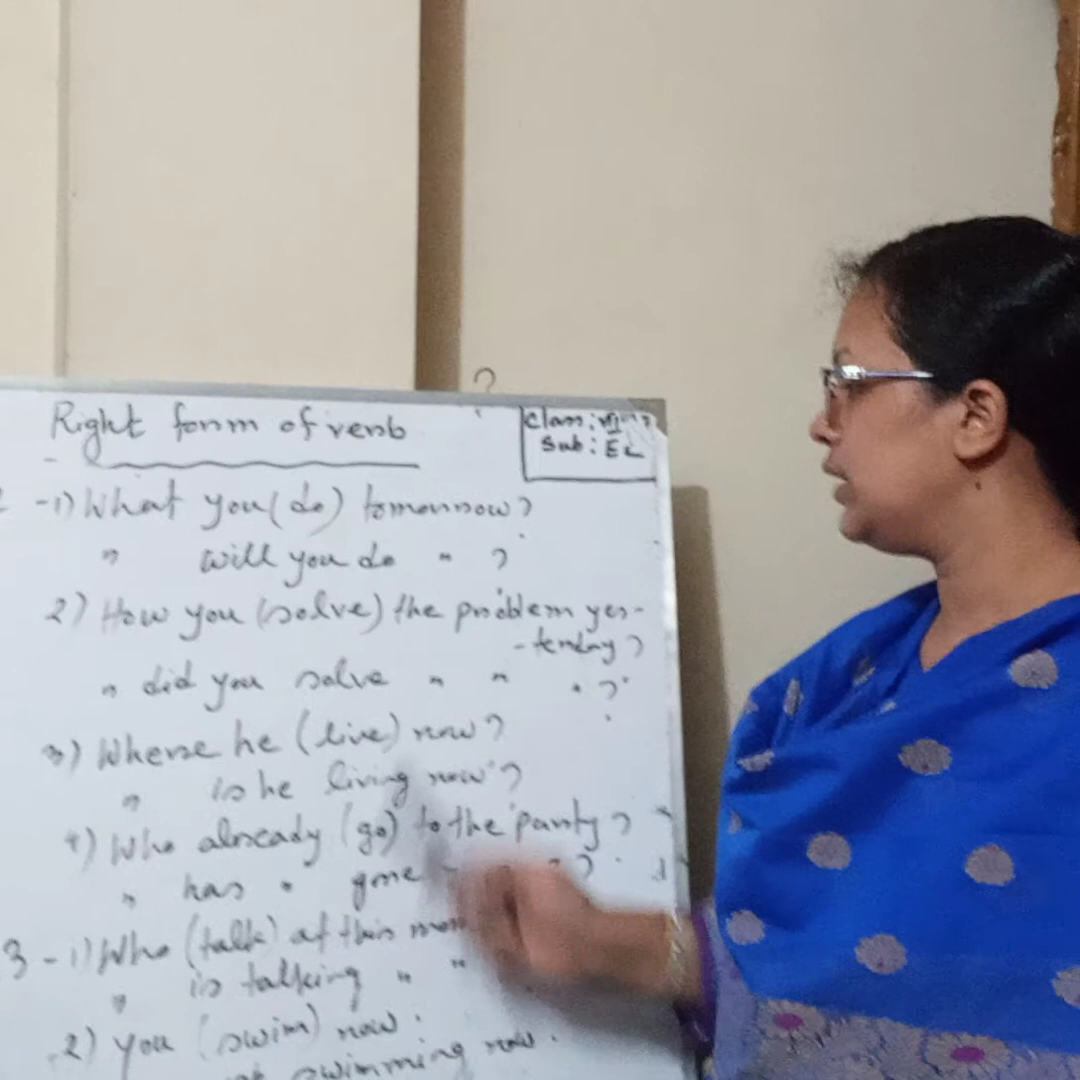 ?
Right form of verb
Class: VI
Sub: EL
-1) What you (do) tomorrow?
" will you do " ?
2) How you (solve) the problem yes-
-terday?
" did you solve " " " ?
3) Where he (live) now?
" is he living now?
4) Who already (go) to the party?
" has " gone ?
3 -1) Who (talk) at this
" is talking " "
2) you (swim) now.
swimming now.